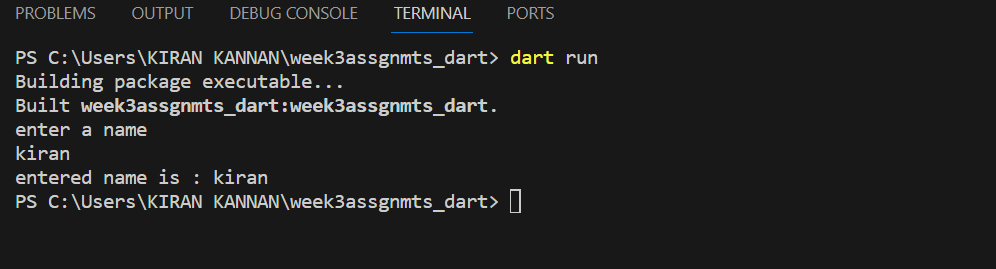 PROBLEMS OUTPUT DEBUG CONSOLE TERMINAL PORTS
PS C:\Users\KIRAN KANNAN\week3assgnmts_dart> dart run
Building package executable...
Built week3assgnmts_dart:week3assgnmts_dart.
enter a name
kiran
entered name is : kiran
PS C:\Users\KIRAN KANNAN\week3assgnmts_dart>